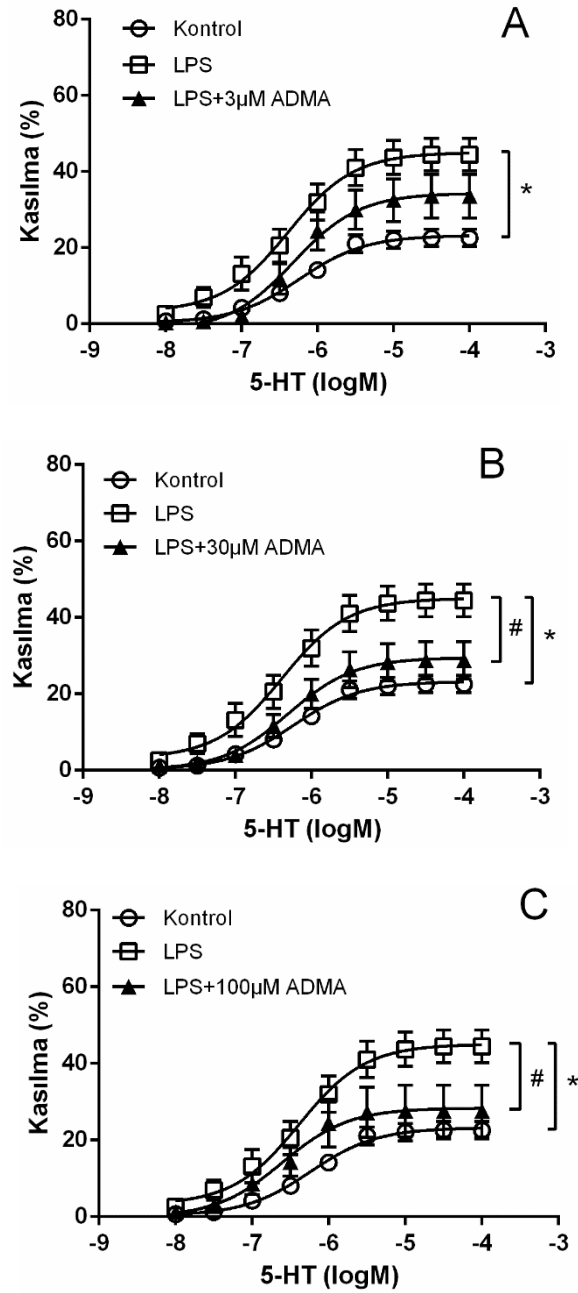 A
Kontrol
LPS
LPS+3µM ADMA
Kasılma (%)
80
60
40
20
0
*
-9 -8 -7 -6 -5 -4 -3
5-HT (logM)
B
Kontrol
LPS
LPS+30µM ADMA
Kasılma (%)
80
60
40
20
0
# *
-9 -8 -7 -6 -5 -4 -3
5-HT (logM)
C
Kontrol
LPS
LPS+100µM ADMA
Kasılma (%)
80
60
40
20
0
# *
-9 -8 -7 -6 -5 -4 -3
5-HT (logM)